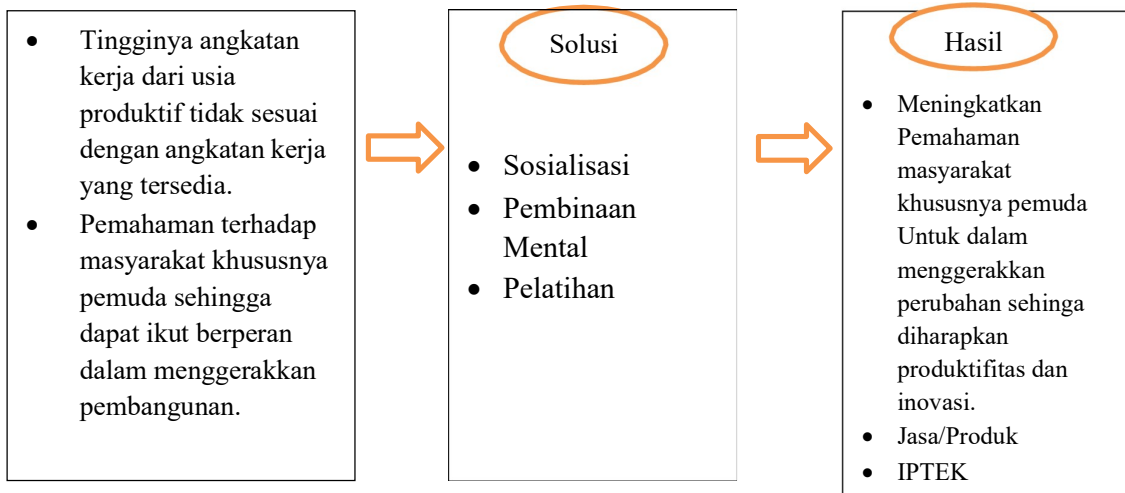 • Tingginya angkatan
kerja dari usia
produktif tidak sesuai
dengan angkatan kerja
yang tersedia.
• Pemahaman terhadap
masyarakat khususnya
pemuda sehingga
dapat ikut berperan
dalam menggerakkan
pembangunan.
Solusi
• Sosialisasi
• Pembinaan
Mental
• Pelatihan
Hasil
• Meningkatkan
Pemahaman
masyarakat
khususnya pemuda
Untuk dalam
menggerakkan
perubahan sehinga
diharapkan
produktifitas dan
inovasi.
• Jasa/Produk
• IPTEK